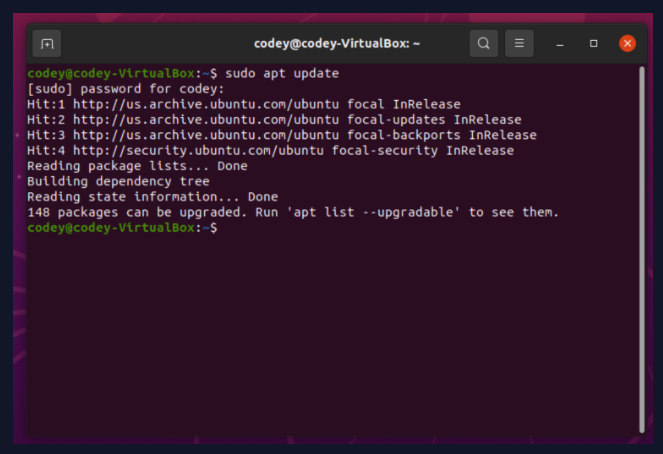 codey@codey-VirtualBox: ~
codey@codey-VirtualBox:~$ sudo apt update
[sudo] password for codey:
Hit:1 http://us.archive.ubuntu.com/ubuntu focal InRelease
Hit:2 http://us.archive.ubuntu.com/ubuntu focal-updates InRelease
Hit:3 http://us.archive.ubuntu.com/ubuntu focal-backports InRelease
Hit:4 http://security.ubuntu.com/ubuntu focal-security InRelease
Reading package lists... Done
Building dependency tree
Reading state information... Done
148 packages can be upgraded. Run 'apt list --upgradable' to see them.
codey@codey-VirtualBox:~$